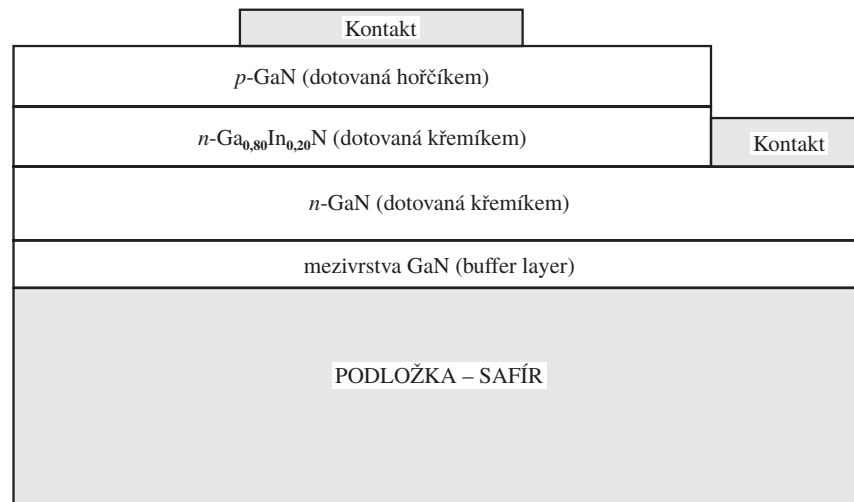 Kontakt
p-GaN (dotovaná hořčíkem)
n-Ga0,80In0,20N (dotovaná křemíkem)
Kontakt
n-GaN (dotovaná křemíkem)
mezivrstva GaN (buffer layer)
PODLOŽKA – SAFÍR